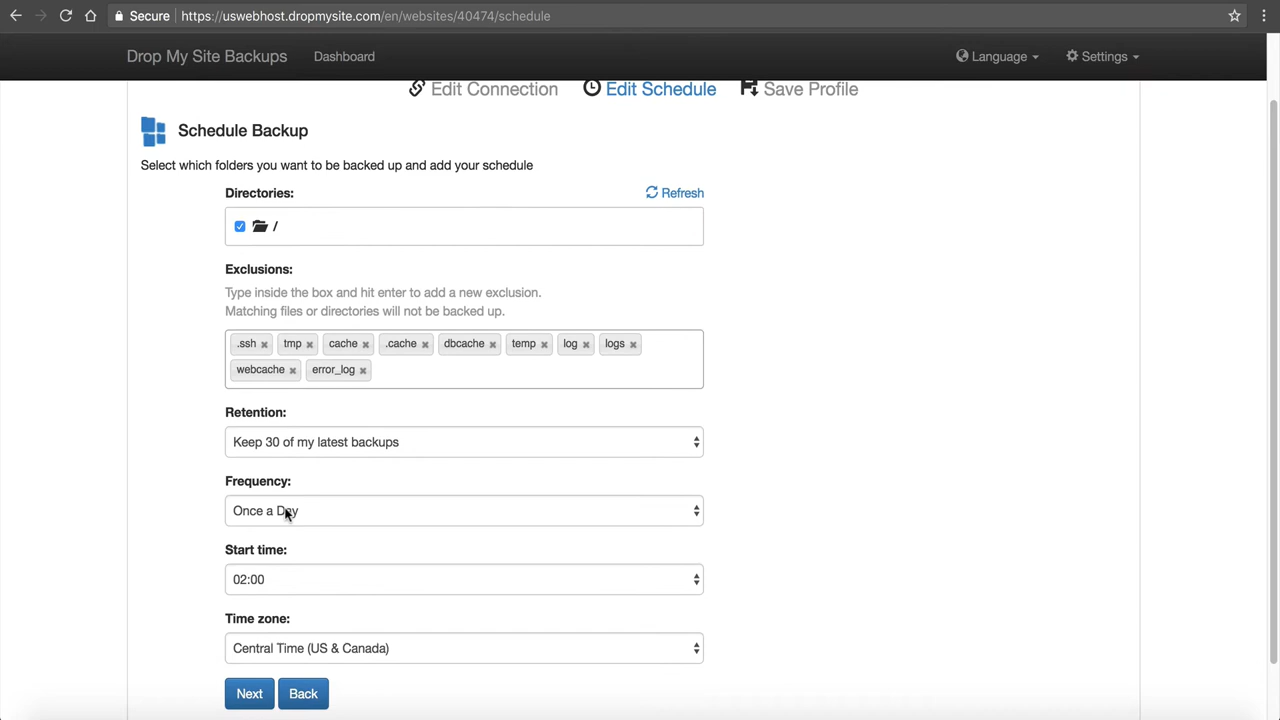 Secure https://uswebhost.dropmysite.com/en/websites/40474/schedule
Drop My Site Backups Dashboard Language Settings
Edit Connection Edit Schedule Save Profile
Schedule Backup
Select which folders you want to be backed up and add your schedule
Directories: Refresh
/
Exclusions:
Type inside the box and hit enter to add a new exclusion.
Matching files or directories will not be backed up.
.ssh × tmp × cache × .cache × dbcache × temp × log × logs ×
webcache × error_log ×
Retention:
Keep 30 of my latest backups
Frequency:
Once a Day
Start time:
02:00
Time zone:
Central Time (US & Canada)
Next Back